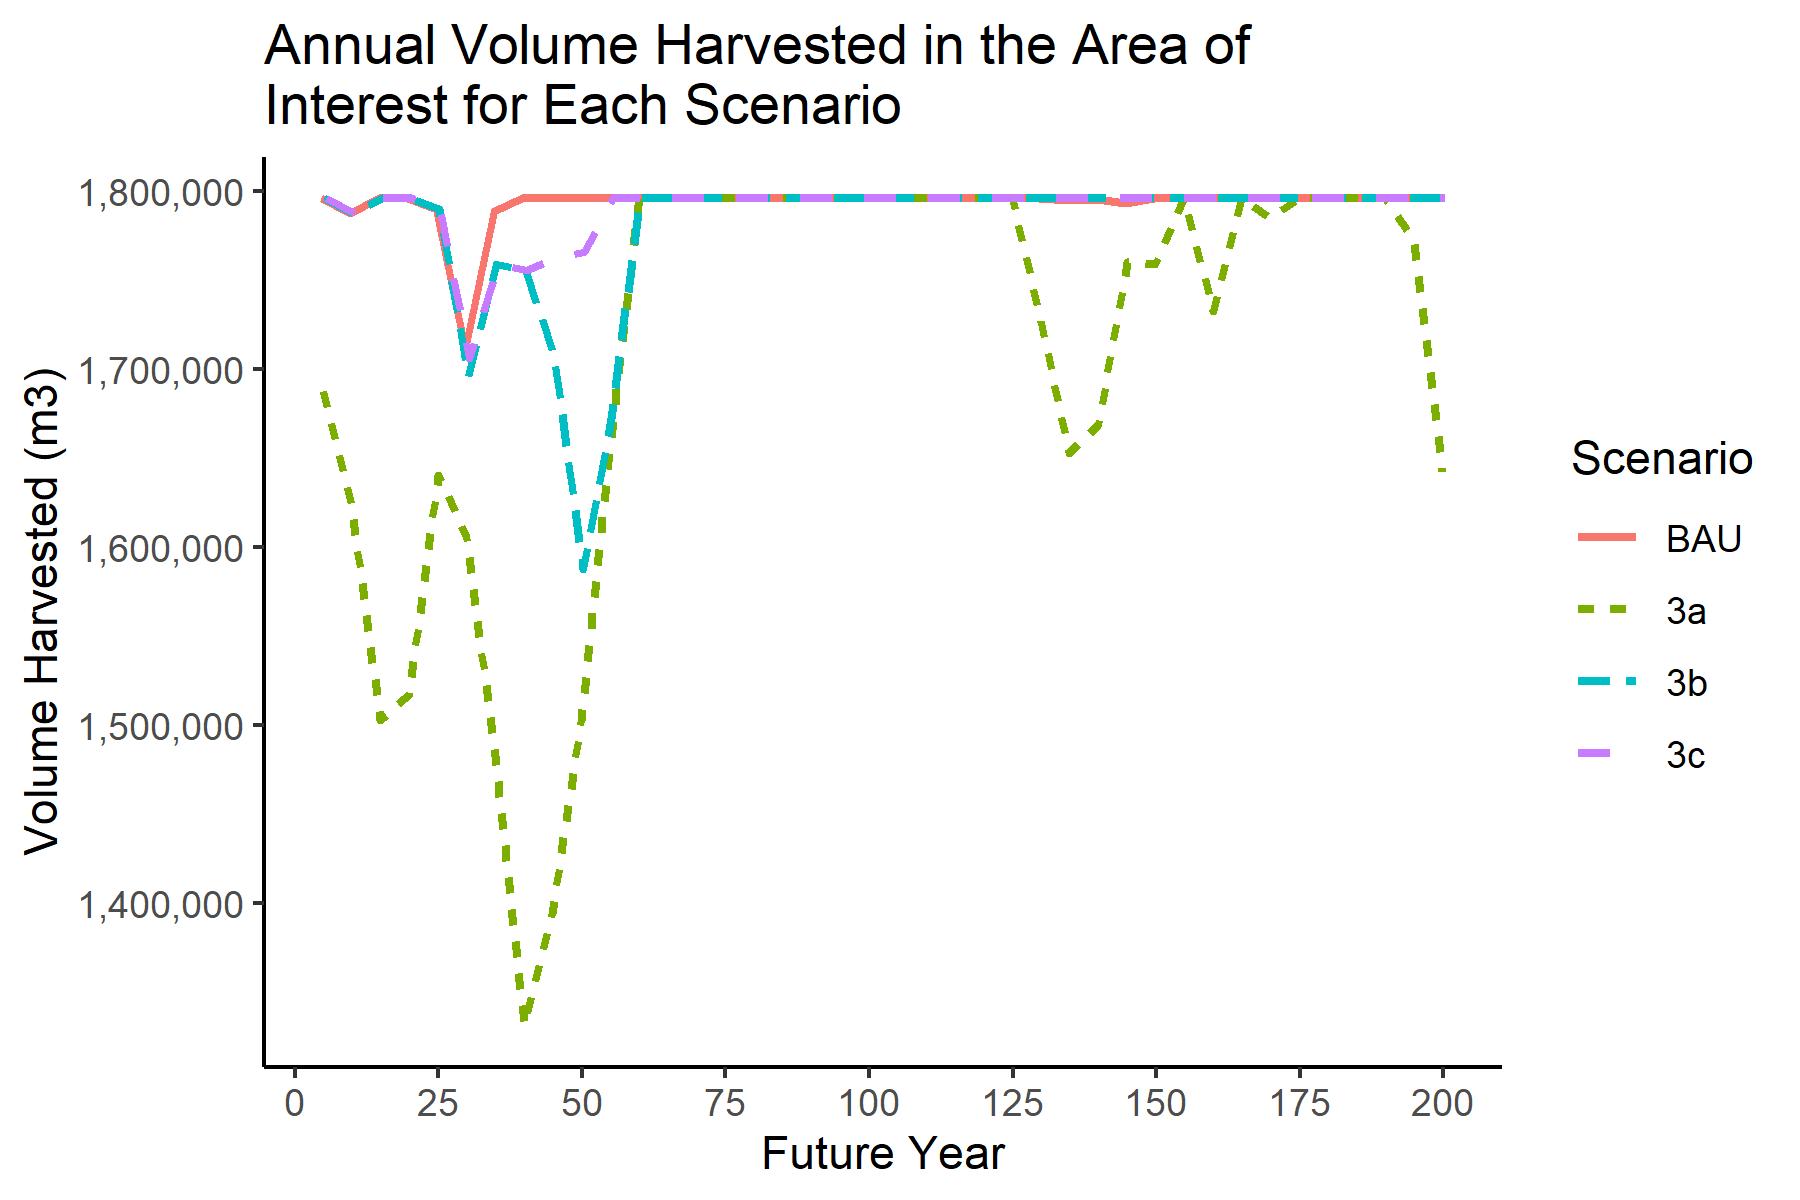 Annual Volume Harvested in the Area of
Interest for Each Scenario
Volume Harvested (m3)
1,800,000
1,700,000
1,600,000
1,500,000
1,400,000
0 25 50 75 100 125 150 175 200
Future Year
Scenario
BAU
3a
3b
3c